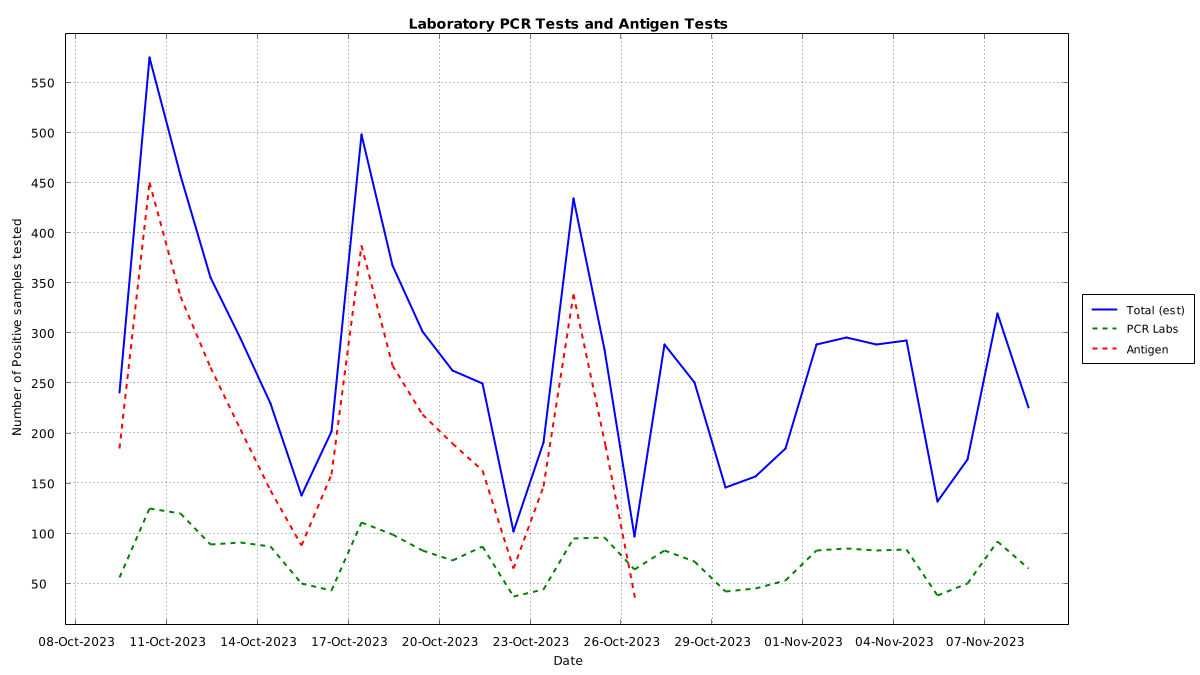 Laboratory PCR Tests and Antigen Tests
Number of Positive samples tested
550
500
450
400
350
300
250
200
150
100
50
08-Oct-2023 11-Oct-2023 14-Oct-2023 17-Oct-2023 20-Oct-2023 23-Oct-2023 26-Oct-2023 29-Oct-2023 01-Nov-2023 04-Nov-2023 07-Nov-2023
Date
Total (est)
PCR Labs
Antigen